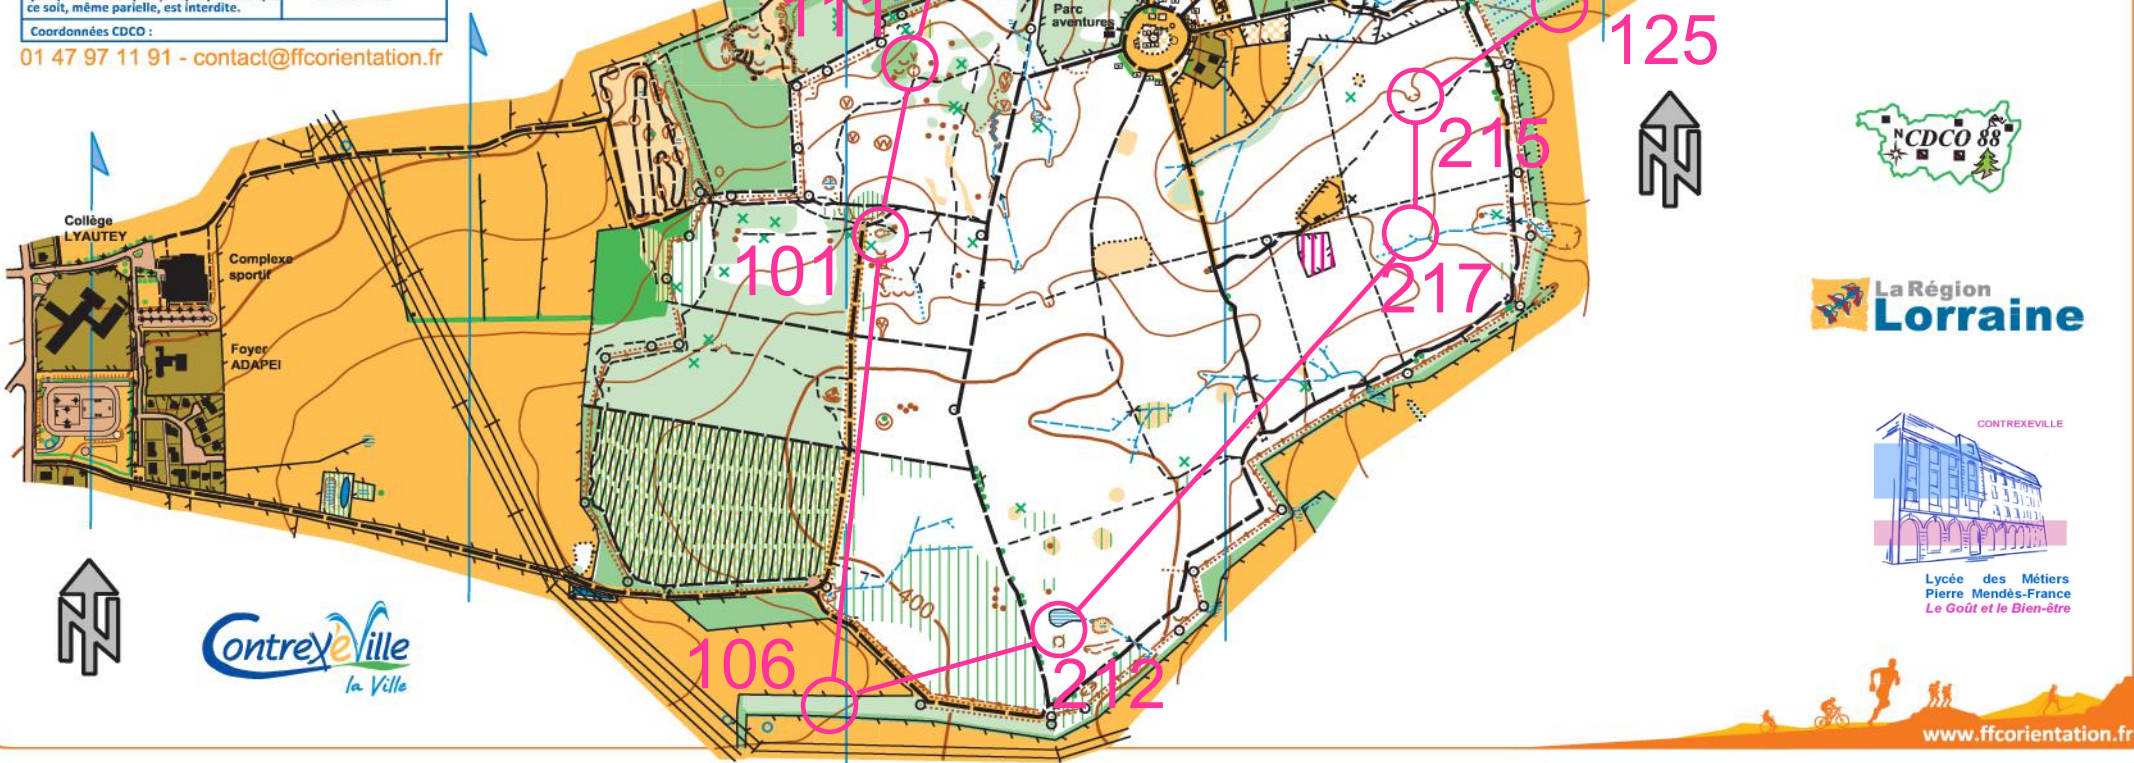 ce soit, même parielle, est interdite.
Coordonnées CDCO :
01 47 97 11 91 - contact@ffcorientation.fr
Parc
aventures
111
125
215
N
CDCO 88
Collège
LYAUTEY
Complexe
sportif
101
217
La Région
Lorraine
Foyer
ADAPEI
CONTREXEVILLE
400
Lycée des Métiers
Pierre Mendès-France
Le Goût et le Bien-être
Contrexéville
la Ville
106
212
www.ffcorientation.fr